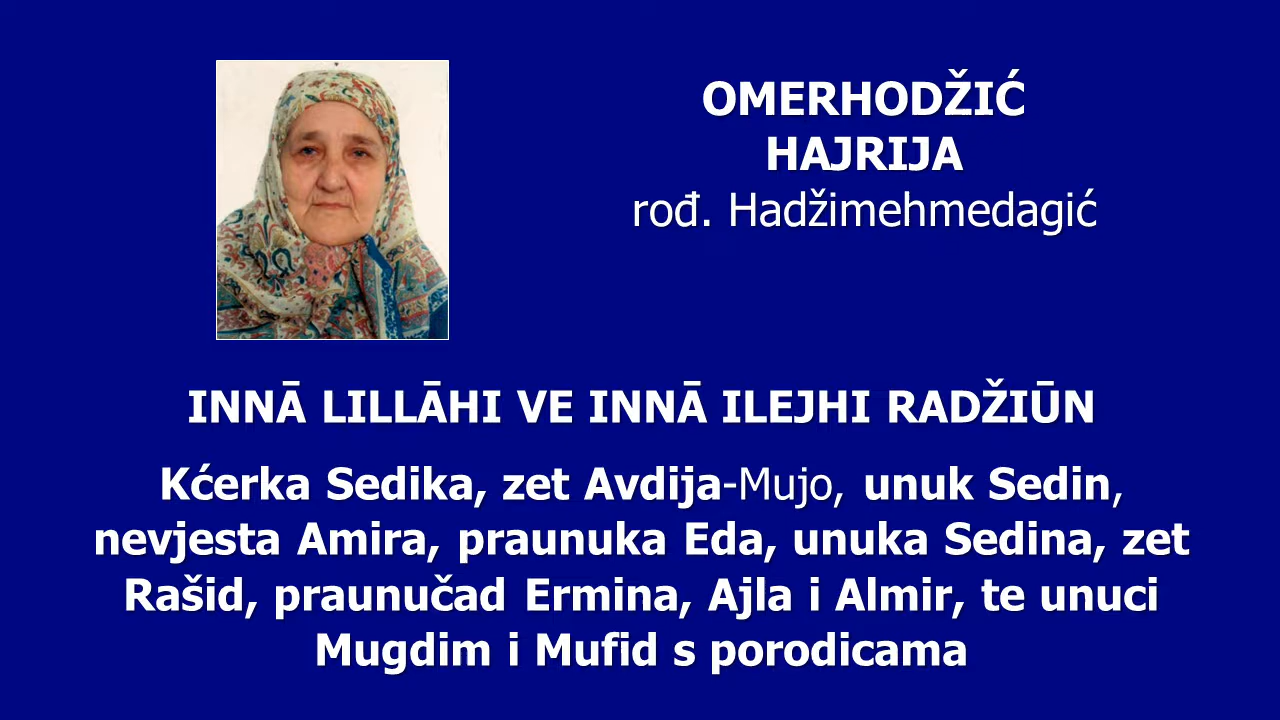 OMERHODŽIĆ
HAJRIJA
rođ. Hadžimehmedagić
INNĀ LILLĀHI VE INNĀ ILEJHI RADŽIŪN
Kćerka Sedika, zet Avdija-Mujo, unuk Sedin,
nevjesta Amira, praunuka Eda, unuka Sedina, zet
Rašid, praunučad Ermina, Ajla i Almir, te unuci
Mugdim i Mufid s porodicama